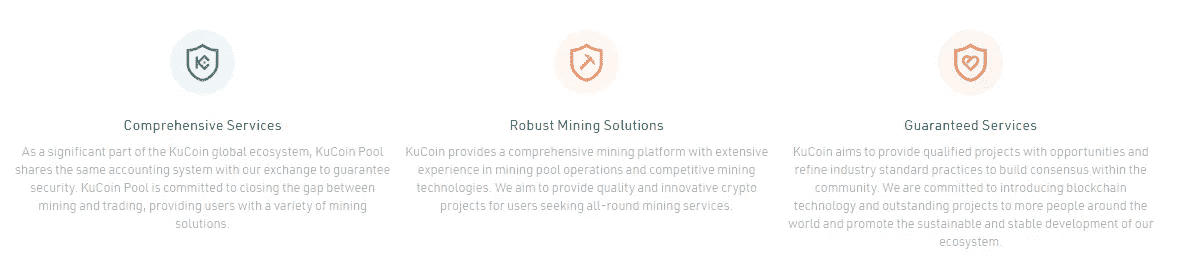 Comprehensive Services
As a significant part of the KuCoin global ecosystem, KuCoin Pool
shares the same accounting system with our exchange to guarantee
security. KuCoin Pool is committed to closing the gap between
mining and trading, providing users with a variety of mining
solutions.
Robust Mining Solutions
KuCoin provides a comprehensive mining platform with extensive
experience in mining pool operations and competitive mining
technologies. We aim to provide quality and innovative crypto
projects for users seeking all-round mining services.
Guaranteed Services
KuCoin aims to provide qualified projects with opportunities and
refine industry standard practices to build consensus within the
community. We are committed to introducing blockchain
technology and outstanding projects to more people around the
world and promote the sustainable and stable development of our
ecosystem.